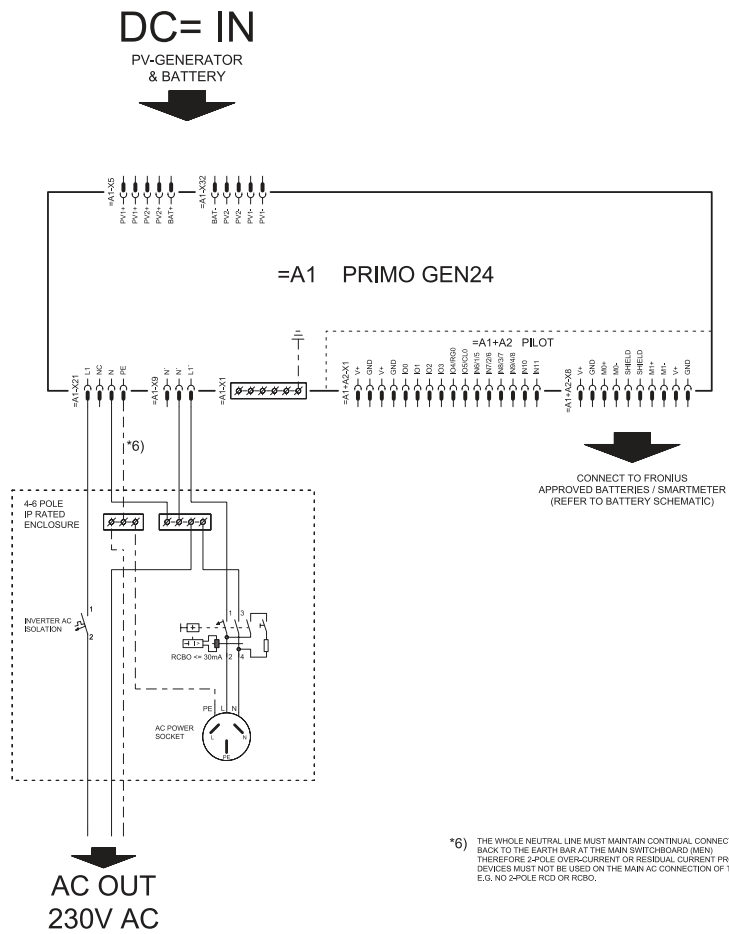 DC= IN
PV-GENERATOR
& BATTERY
=A1-X5
PV1+
PV1+
PV2+
PV2+
BAT+
=A1-X32
BAT-
PV2-
PV2-
PV1-
PV1-
=A1 PRIMO GEN24
=A1+A2 PILOT
=A1-X21
L1
NC
N
PE
=A1-X9
N´
N´
L1´
=A1-X1
=A1+A2-X1
V+
GND
V+
GND
IO0
IO1
IO2
IO3
IO4/RG0
IO5/CL0
IN6/1/5
IN7/2/6
IN8/3/7
IN9/4/8
IN10
IN11
=A1+A2-X8
V+
GND
M0+
M0-
SHIELD
SHIELD
M1+
M1-
V+
GND
*6)
CONNECT TO FRONIUS
APPROVED BATTERIES / SMARTMETER
(REFER TO BATTERY SCHEMATIC)
4-6 POLE
IP RATED
ENCLOSURE
INVERTER AC
ISOLATION
1
2
1 3
RCBO <= 30mA
2 4
PE L N
AC POWER
SOCKET
L N
PE
*6) THE WHOLE NEUTRAL LINE MUST MAINTAIN CONTINUAL CONNECT
BACK TO THE EARTH BAR AT THE MAIN SWITCHBOARD (MEN)
THEREFORE 2-POLE OVER-CURRENT OR RESIDUAL CURRENT PRO
DEVICES MUST NOT BE USED ON THE MAIN AC CONNECTION OF T
E.G. NO 2-POLE RCD OR RCBO.
AC OUT
230V AC